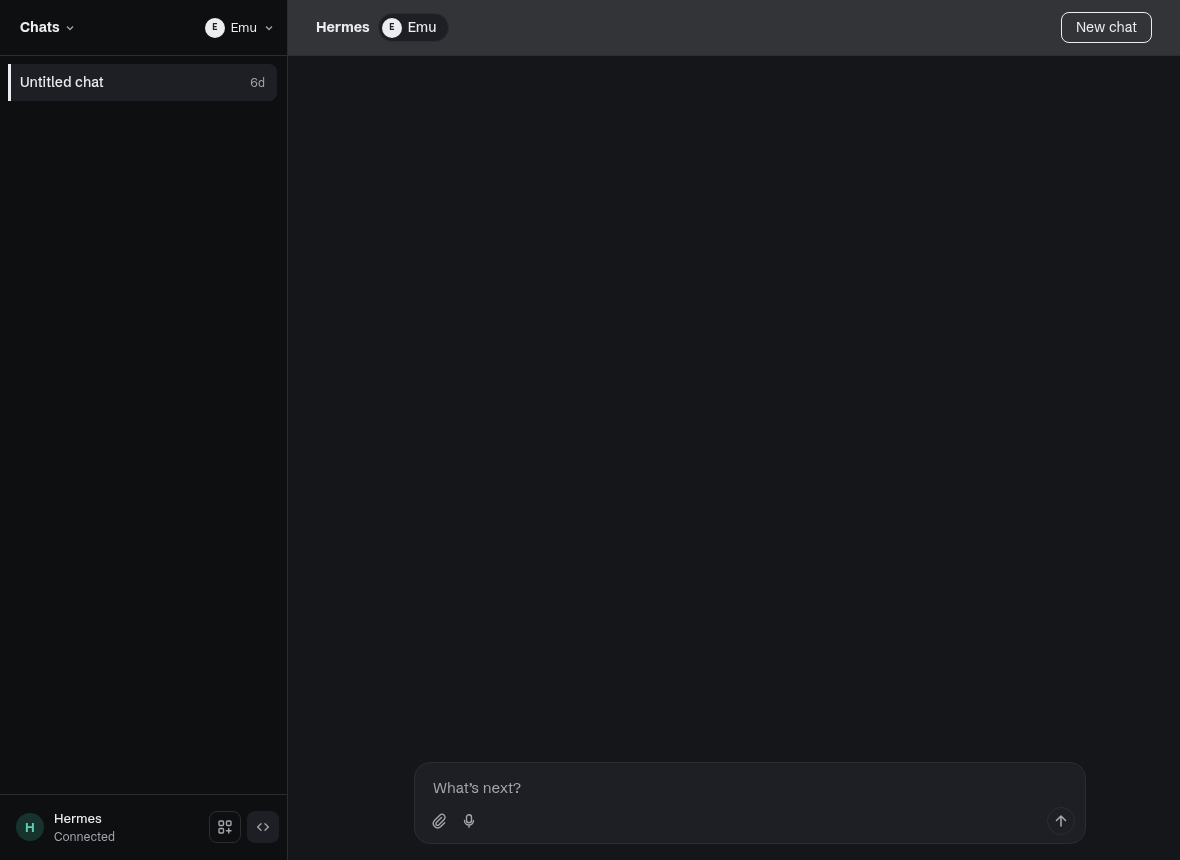 Chats
E Emu
Untitled chat 6d
Hermes E Emu
New chat
What's next?
H
Hermes
Connected